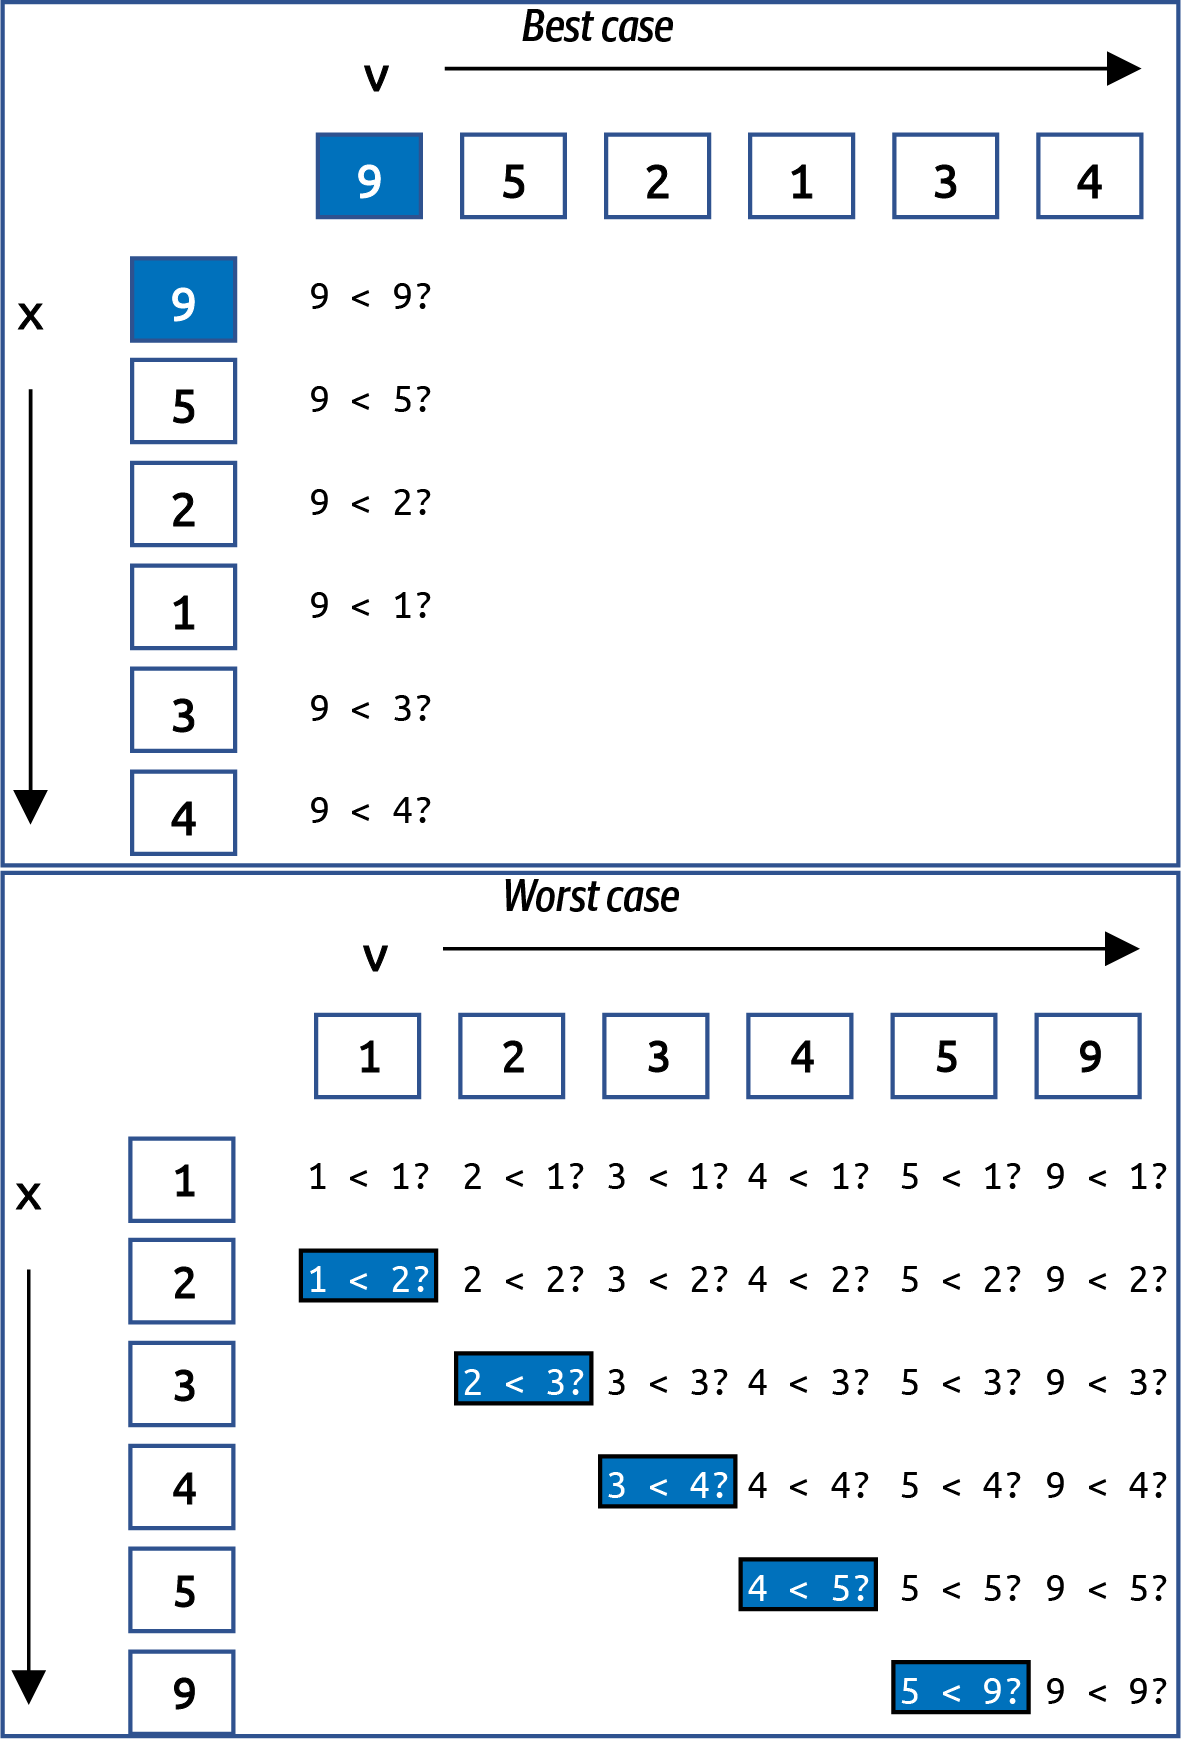 Best case
v
9 5 2 1 3 4
x
9 9 < 9?
5 9 < 5?
2 9 < 2?
1 9 < 1?
3 9 < 3?
4 9 < 4?
Worst case
v
1 2 3 4 5 9
x
1 1 < 1? 2 < 1? 3 < 1? 4 < 1? 5 < 1? 9 < 1?
2 1 < 2? 2 < 2? 3 < 2? 4 < 2? 5 < 2? 9 < 2?
3 2 < 3? 3 < 3? 4 < 3? 5 < 3? 9 < 3?
4 3 < 4? 4 < 4? 5 < 4? 9 < 4?
5 4 < 5? 5 < 5? 9 < 5?
9 5 < 9? 9 < 9?